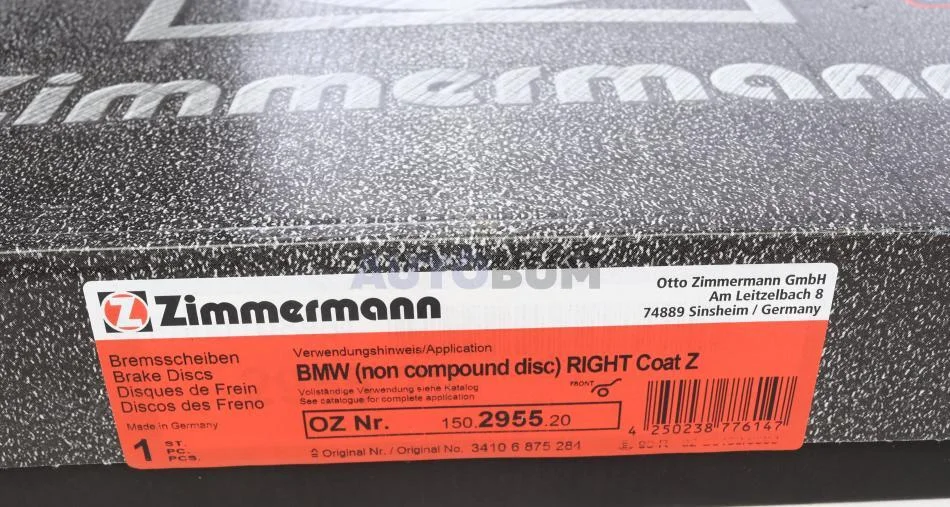 Zimmermann
AUTOBUM
Z Zimmermann
Otto Zimmermann GmbH
Am Leitzelbach 8
74889 Sinsheim / Germany
Bremsscheiben
Brake Discs
Disques de Frein
Discos des Freno
Made in Germany
1 ST.
PC.
PCS.
Verwendungshinweis/Application
BMW (non compound disc) RIGHT Coat Z
Vollständige Verwendung siehe Katalog
See catalogue for complete application
FRONT
OZ Nr. 150.2955.20
≙ Original Nr. / Original No. 3410 6 875 284
4 250238 776147